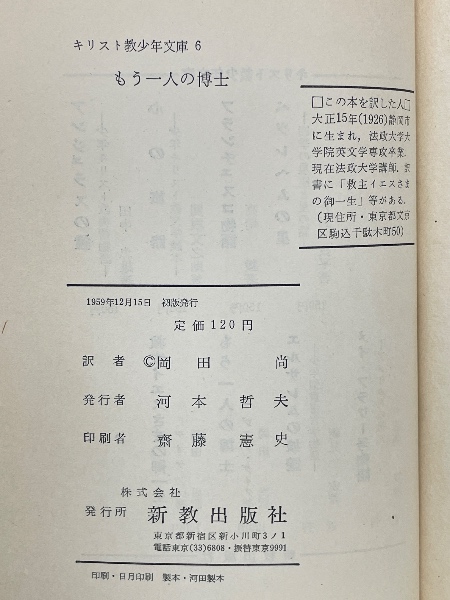 キリスト教少年文庫 6
もう一人の博士
□この本を訳した人□
大正15年(1926)静岡市
に生まれ,法政大学大
学院英文学専攻卒業.
現在法政大学講師.訳
書に「救主イエスさま
の御一生」等がある.
(現住所・東京都文京
区駒込千駄木町50)
1959年12月15日 初版発行
定価120円
訳者 ©岡田尚
発行者 河本哲夫
印刷者 齋藤憲史
株式会社
発行所 新教出版社
東京都新宿区新小川町3ノ1
電話東京(33)6808・振替東京9991
印刷・日月印刷 製本・河田製本